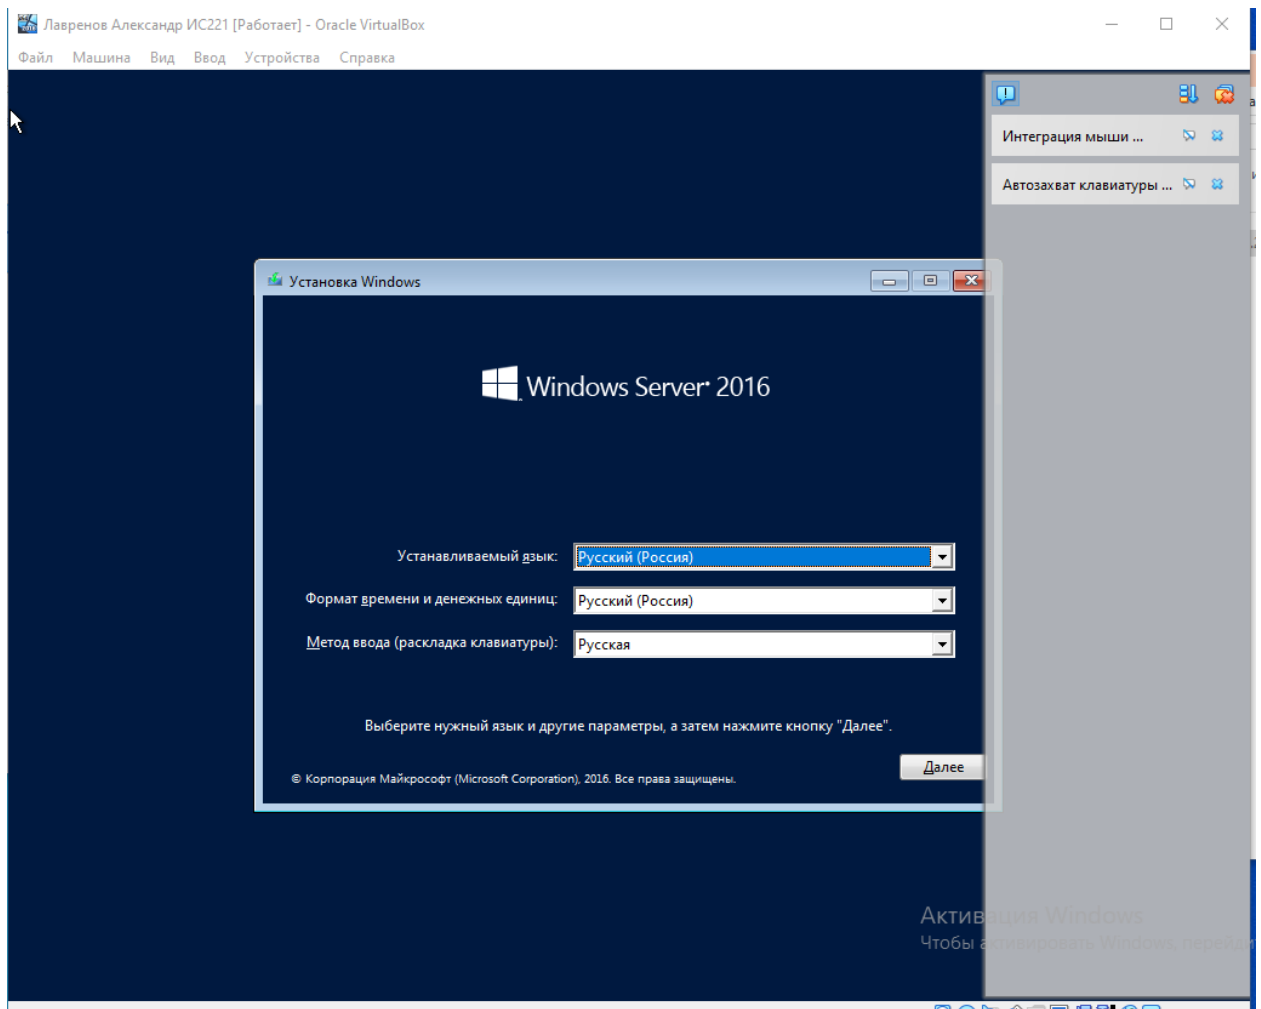 Лавренов Александр ИС221 [Работает] - Oracle VirtualBox
Файл Машина Вид Ввод Устройства Справка
Интеграция мыши ...
Автозахват клавиатуры ...
Установка Windows
Windows Server 2016
Устанавливаемый язык: Русский (Россия)
Формат времени и денежных единиц: Русский (Россия)
Метод ввода (раскладка клавиатуры): Русская
Выберите нужный язык и другие параметры, а затем нажмите кнопку "Далее".
Далее
© Корпорация Майкрософт (Microsoft Corporation), 2016. Все права защищены.
Активация Windows
Чтобы активировать Windows,